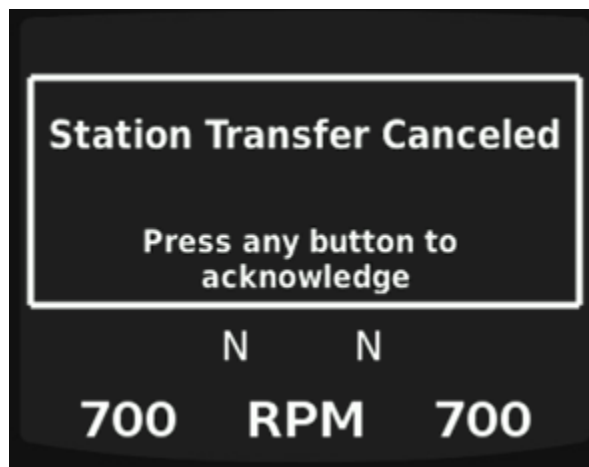 Station Transfer Canceled
Press any button to
acknowledge
N N
700 RPM 700